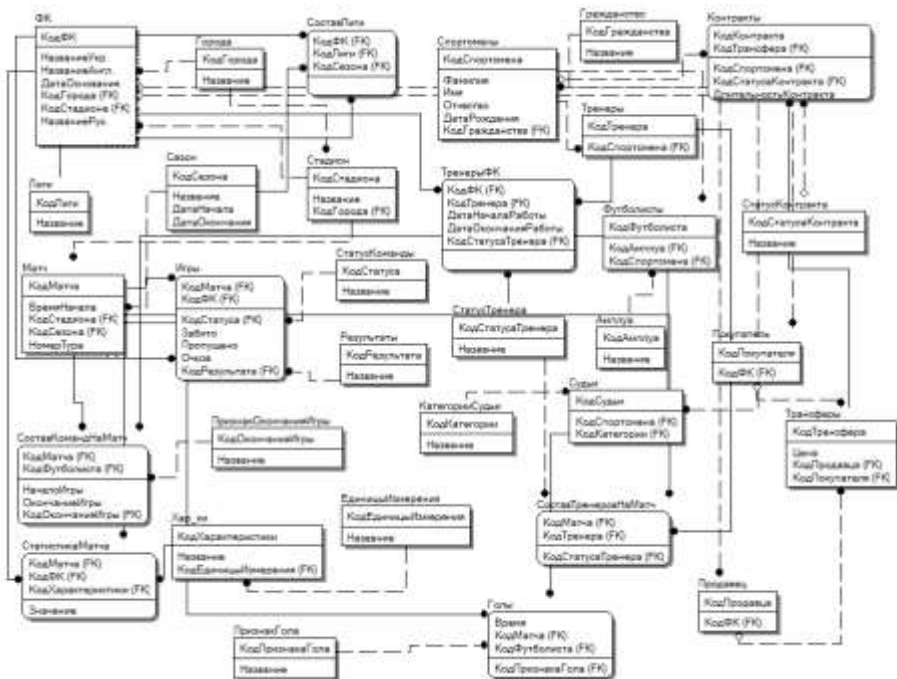 ФК
КодФК
НазваниеУкр
НазваниеАнгл
ДатаОснования
КодГорода (FK)
КодСтадиона (FK)
НазваниеРус
Города
КодГорода
Название
СоставЛиги
КодФК (FK)
КодЛиги (FK)
КодСезона (FK)
Спортсмены
КодСпортсмена
Фамилия
Имя
Отчество
ДатаРождения
КодГражданства (FK)
Гражданство
КодГражданства
Название
Контракты
КодКонтракта
КодТрансфера (FK)
КодСпортсмена (FK)
КодСтатусаКонтракта (FK)
ДлительностьКонтракта
Тренеры
КодТренера
КодСпортсмена (FK)
Лиги
КодЛиги
Название
Сезон
КодСезона
Название
ДатаНачала
ДатаОкончания
Стадион
КодСтадиона
Название
КодГорода (FK)
ТренерыФК
КодФК (FK)
КодТренера (FK)
ДатаНачалаРаботы
ДатаОкончанияРаботы
КодСтатусаТренера (FK)
Футболисты
КодФутболиста
КодАмплуа (FK)
КодСпортсмена (FK)
СтатусКонтракта
КодСтатусаКонтракта
Название
Матч
КодМатча
ВремяНачала
КодСтадиона (FK)
КодСезона (FK)
НомерТура
Игры
КодМатча (FK)
КодФК (FK)
КодСтатуса (FK)
Забито
Пропущено
Очков
КодРезультата (FK)
СтатусКоманды
КодСтатуса
Название
Результаты
КодРезультата
Название
СтатусТренера
КодСтатусаТренера
Название
Амплуа
КодАмплуа
Название
Покупатель
КодПокупателя
КодФК (FK)
СоставКомандНаМатч
КодМатча (FK)
КодФутболиста (FK)
НачалоИгры
ОкончаниеИгры
КодОкончанияИгры (FK)
ПризнакОкончанияИгры
КодОкончанияИгры
Название
КатегорииСудьи
КодКатегории
Название
Судьи
КодСудьи
КодСпортсмена (FK)
КодКатегории (FK)
Трансферы
КодТрансфера
Цена
КодПродавца (FK)
КодПокупателя (FK)
СтатистикаМатча
КодМатча (FK)
КодФК (FK)
КодХарактеристики (FK)
Значение
Хар_ки
КодХарактеристики
Название
КодЕдиницыИзмерения (FK)
ЕдиницыИзмерения
КодЕдиницыИзмерения
Название
СоставТренеровНаМатч
КодМатча (FK)
КодТренера (FK)
КодСтатусаТренера (FK)
Продавец
КодПродавца
КодФК (FK)
ПризнакГола
КодПризнакаГола
Название
Голы
Время
КодМатча (FK)
КодФутболиста (FK)
КодПризнакаГола (FK)